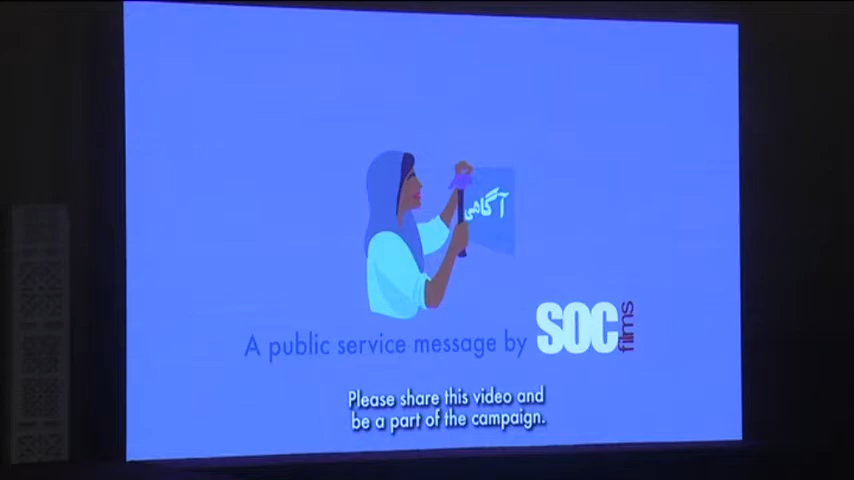 آگاہی
A public service message by SOC films
Please share this video and
be a part of the campaign.